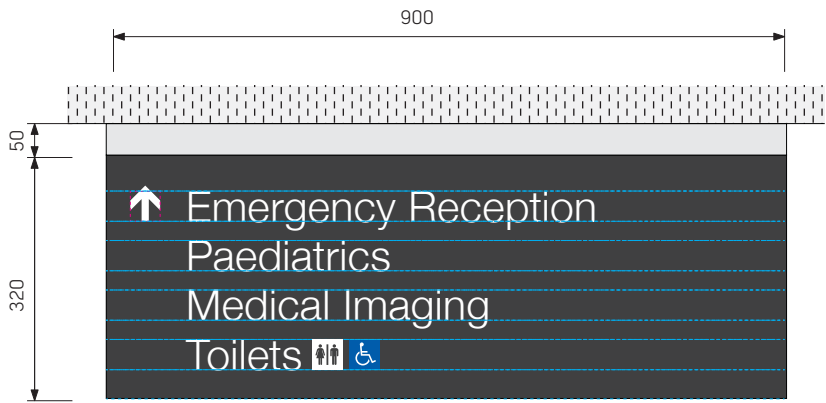 900
50
320
Emergency Reception
Paediatrics
Medical Imaging
Toilets